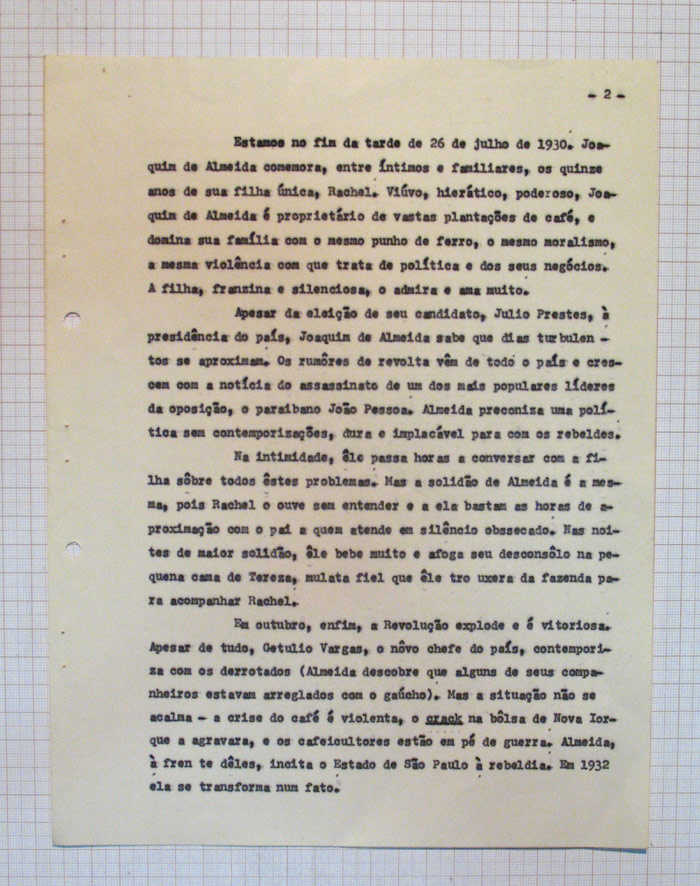 - 2 -
Estamos no fim da tarde de 26 de julho de 1930. Joa-
quim de Almeida comemora, entre íntimos e familiares, os quinze
anos de sua filha única, Rachel. Viúvo, hierático, poderoso, Joa-
quim de Almeida é proprietário de vastas plantações de café, e
domina sua família com o mesmo punho de ferro, o mesmo moralismo,
a mesma violência com que trata de política e dos seus negócios.
A filha, franzina e silenciosa, o admira e ama muito.
Apesar da eleição de seu candidato, Julio Prestes, à
presidência do país, Joaquim de Almeida sabe que dias turbulen -
tos se aproximam. Os rumôres de revolta vêm de todo o país e cres-
cem com a notícia do assassinato de um dos mais populares líderes
da oposição, o paraibano João Pessoa. Almeida preconiza uma polí-
tica sem contemporizações, dura e implacável para com os rebeldes.
Na intimidade, êle passa horas a conversar com a fi-
lha sôbre todos êstes problemas. Mas a solidão de Almeida é a mes-
ma, pois Rachel o ouve sem entender e a ela bastam as horas de a-
proximação com o pai a quem atende em silêncio obssecado. Nas noi-
tes de maior solidão, êle bebe muito e afoga seu desconsôlo na pe-
quena cama de Tereza, mulata fiel que êle tro uxera da fazenda pa-
ra acompanhar Rachel.
Em outubro, enfim, a Revolução explode e é vitoriosa.
Apesar de tudo, Getulio Vargas, o nôvo chefe do país, contempori-
za com os derrotados (Almeida descobre que alguns de seus compa-
nheiros estavam arreglados com o gaúcho). Mas a situação não se
acalma - a crise do café é violenta, o crack na bôlsa de Nova Ior-
que a agravara, e os cafeicultores estão em pé de guerra. Almeida,
à fren te dêles, incita o Estado de São Paulo à rebeldia. Em 1932
ela se transforma num fato.